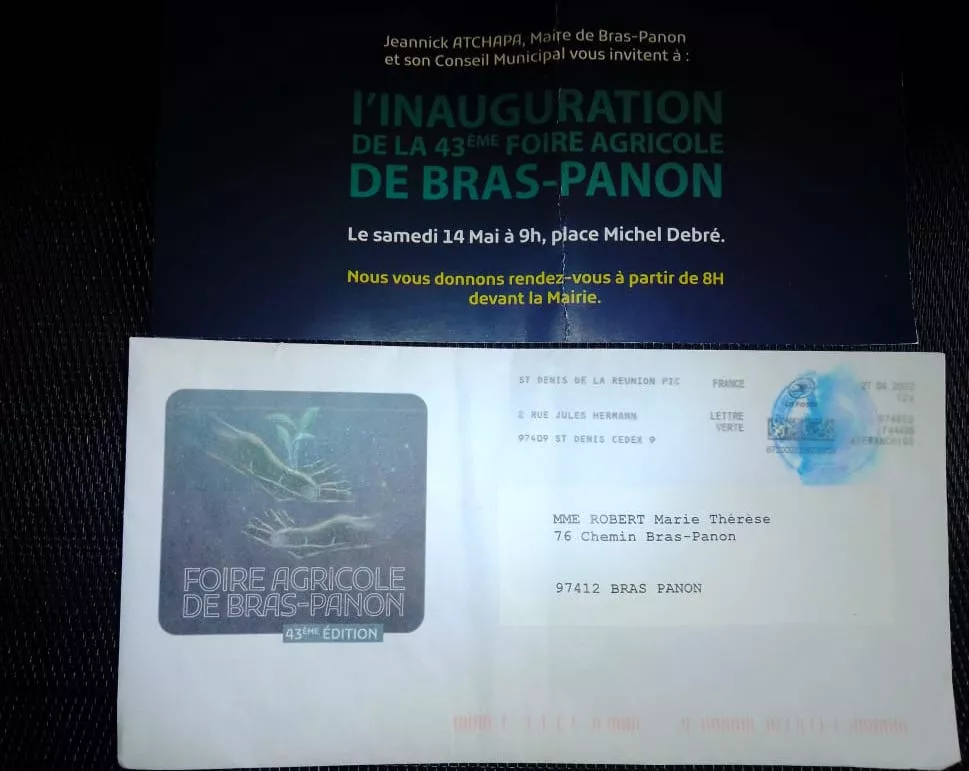 Jeannick ATCHAPA, Maire de Bras-Panon
et son Conseil Municipal vous invitent à :
l'INAUGURATION
DE LA 43ÈME FOIRE AGRICOLE
DE BRAS-PANON
Le samedi 14 Mai à 9h, place Michel Debré.
Nous vous donnons rendez-vous à partir de 8H
devant la Mairie.
ST DENIS DE LA REUNION PIC
2 RUE JULES HERMANN
97409 ST DENIS CEDEX 9
FRANCE
LETTRE
VERTE
LA POSTE
MME ROBERT Marie Thérèse
76 Chemin Bras-Panon
97412 BRAS PANON
FOIRE AGRICOLE
DE BRAS-PANON
43ÈME ÉDITION